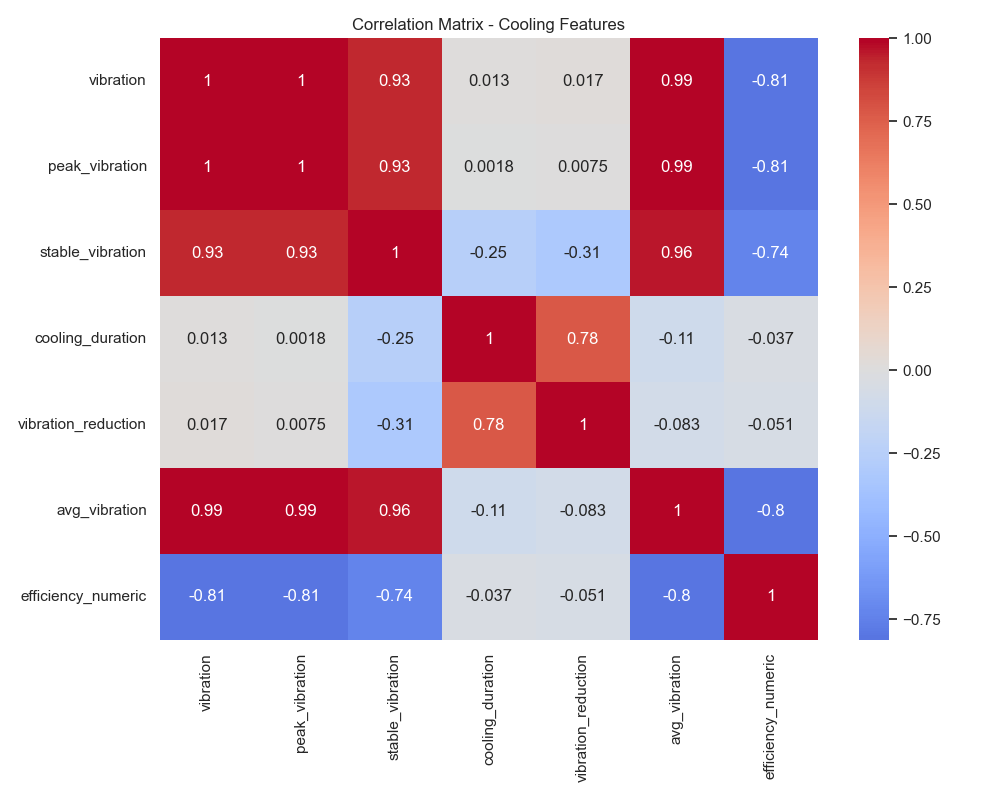 Correlation Matrix - Cooling Features
vibration 1 1 0.93 0.013 0.017 0.99 -0.81
peak_vibration 1 1 0.93 0.0018 0.0075 0.99 -0.81
stable_vibration 0.93 0.93 1 -0.25 -0.31 0.96 -0.74
cooling_duration 0.013 0.0018 -0.25 1 0.78 -0.11 -0.037
vibration_reduction 0.017 0.0075 -0.31 0.78 1 -0.083 -0.051
avg_vibration 0.99 0.99 0.96 -0.11 -0.083 1 -0.8
efficiency_numeric -0.81 -0.81 -0.74 -0.037 -0.051 -0.8 1
vibration
peak_vibration
stable_vibration
cooling_duration
vibration_reduction
avg_vibration
efficiency_numeric
1.00
0.75
0.50
0.25
0.00
−0.25
−0.50
−0.75